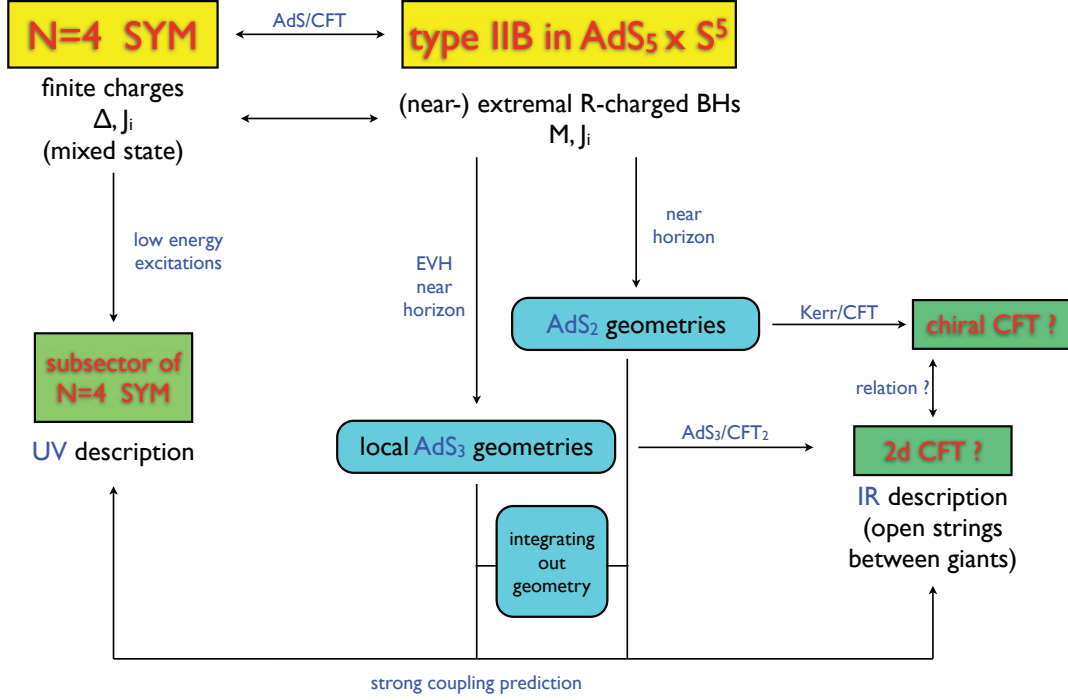 N=4 SYM
AdS/CFT
type IIB in AdS₅ x S⁵
finite charges
Δ, Jᵢ
(mixed state)
(near-) extremal R-charged BHs
M, Jᵢ
low energy
excitations
EVH
near
horizon
near
horizon
AdS₂ geometries
Kerr/CFT
chiral CFT ?
subsector of
N=4 SYM
relation ?
UV description
local AdS₃ geometries
AdS₃/CFT₂
2d CFT ?
IR description
(open strings
between giants)
integrating
out
geometry
strong coupling prediction